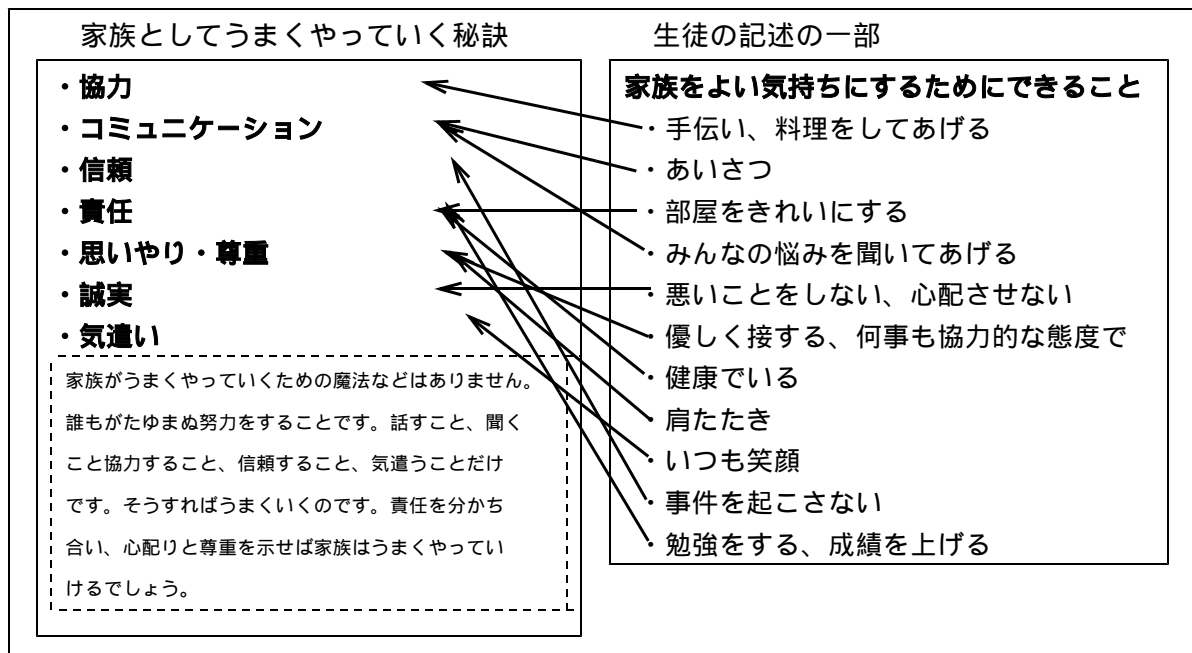 家族としてうまくやっていく秘訣
・協力
・コミュニケーション
・信頼
・責任
・思いやり・尊重
・誠実
・気遣い
家族がうまくやっていくための魔法などはありません。
誰もがたゆまぬ努力をすることです。話すこと、聞く
こと協力すること、信頼すること、気遣うことだけ
です。そうすればうまくいくのです。責任を分かち
合い、心配りと尊重を示せば家族はうまくやってい
けるでしょう。
生徒の記述の一部
家族をよい気持ちにするためにできること
・手伝い、料理をしてあげる
・あいさつ
・部屋をきれいにする
・みんなの悩みを聞いてあげる
・悪いことをしない、心配させない
・優しく接する、何事も協力的な態度で
・健康でいる
・肩たたき
・いつも笑顔
・事件を起こさない
・勉強をする、成績を上げる